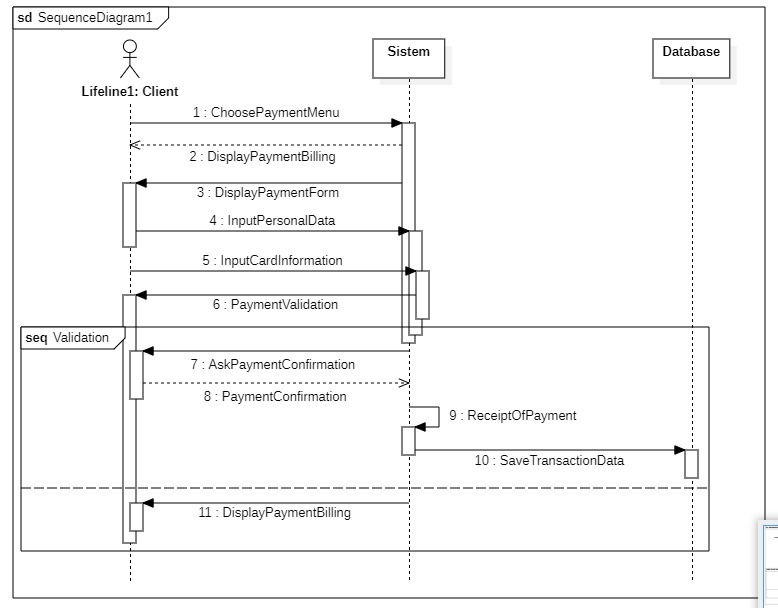 sd SequenceDiagram1
Sistem
Database
Lifeline1: Client
1 : ChoosePaymentMenu
2 : DisplayPaymentBilling
3 : DisplayPaymentForm
4 : InputPersonalData
5 : InputCardInformation
6 : PaymentValidation
seq Validation
7 : AskPaymentConfirmation
8 : PaymentConfirmation
9 : ReceiptOfPayment
10 : SaveTransactionData
11 : DisplayPaymentBilling